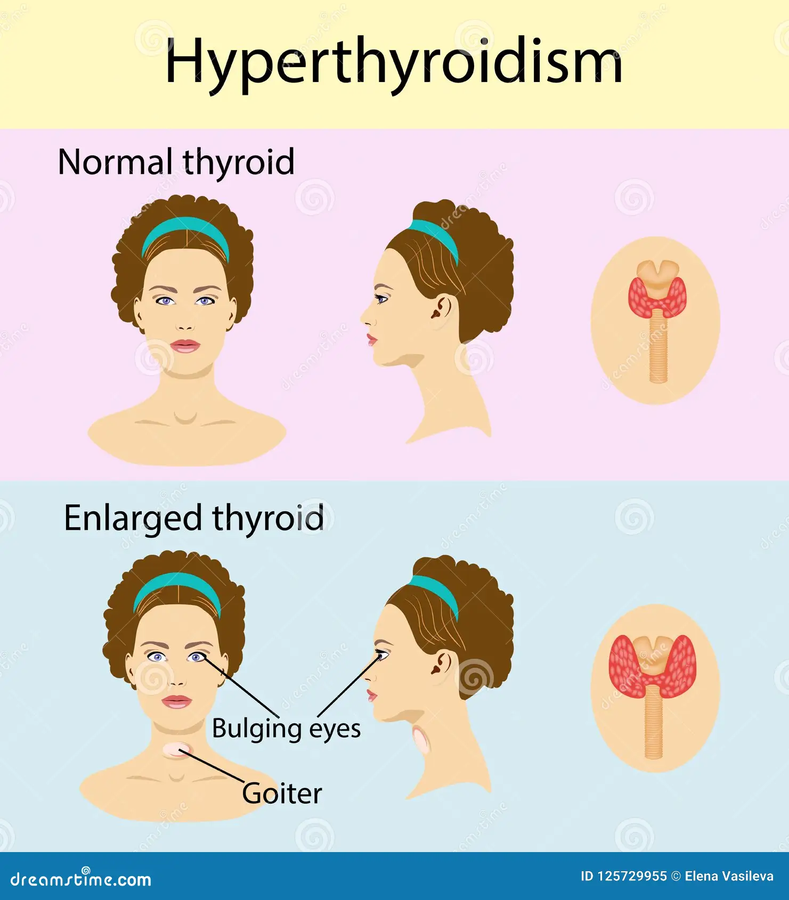 Hyperthyroidism
Normal thyroid
Enlarged thyroid
Bulging eyes
Goiter
dreamstime.com
ID 125729955 © Elena Vasileva